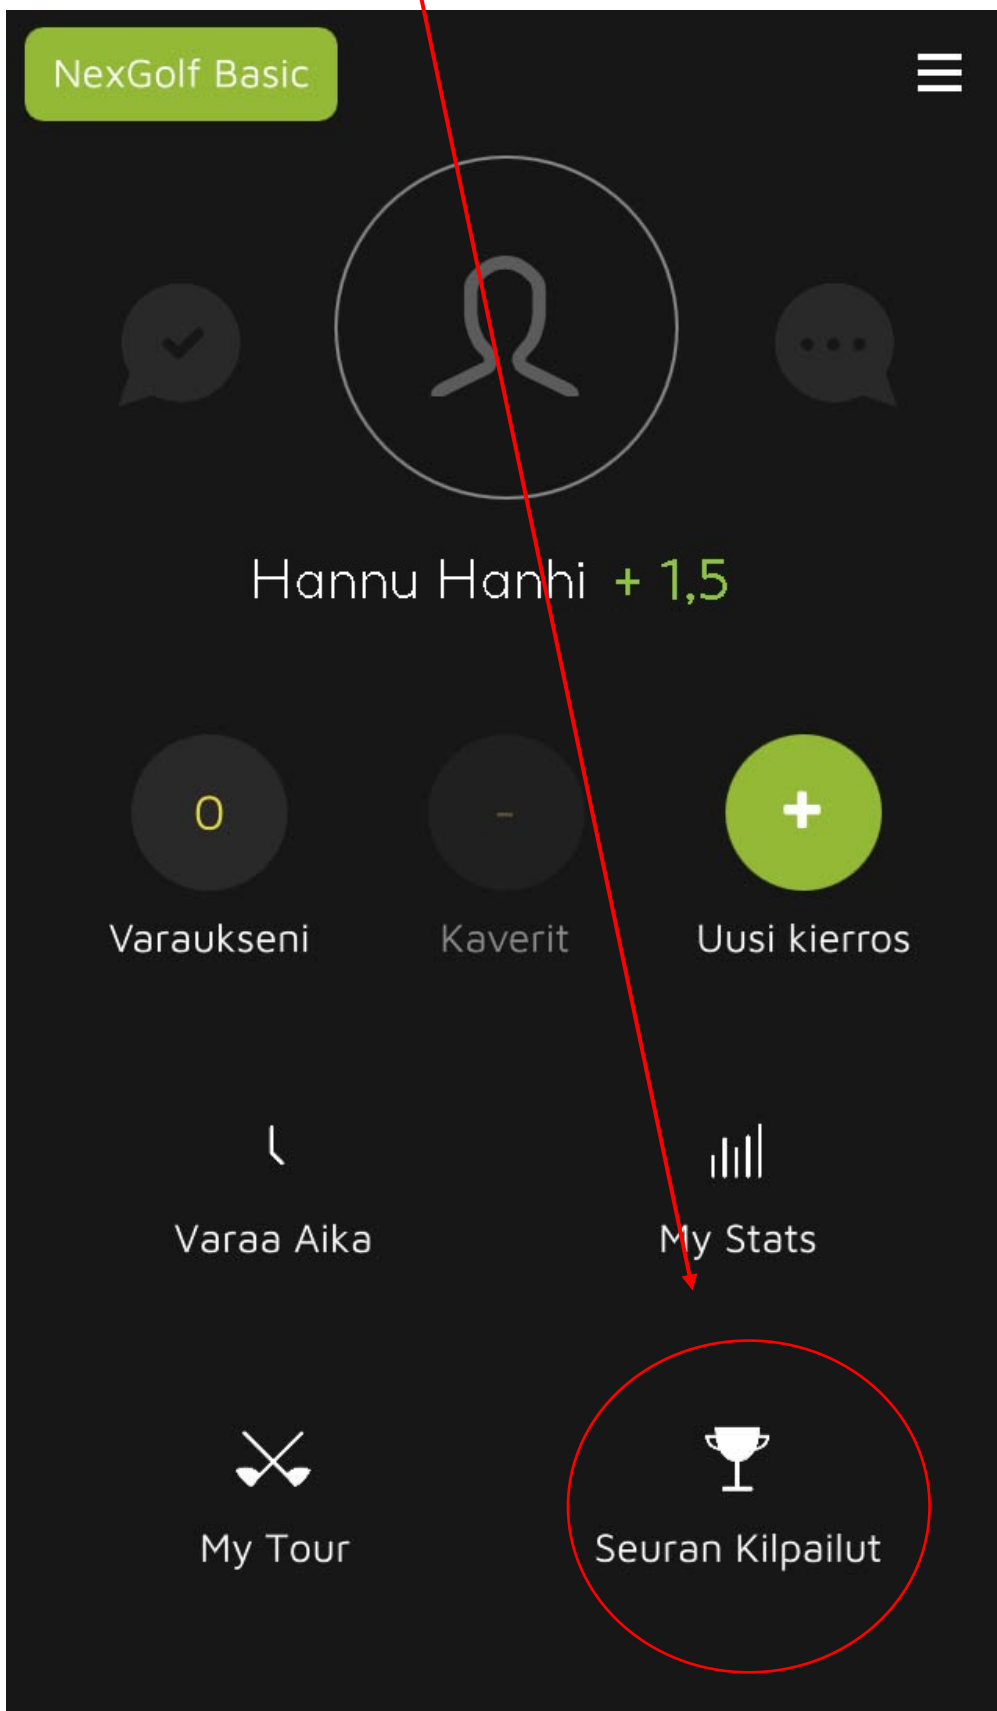 NexGolf Basic
Hannu Hanhi + 1,5
0
-
+
Varaukseni
Kaverit
Uusi kierros
Varaa Aika
My Stats
My Tour
Seuran Kilpailut